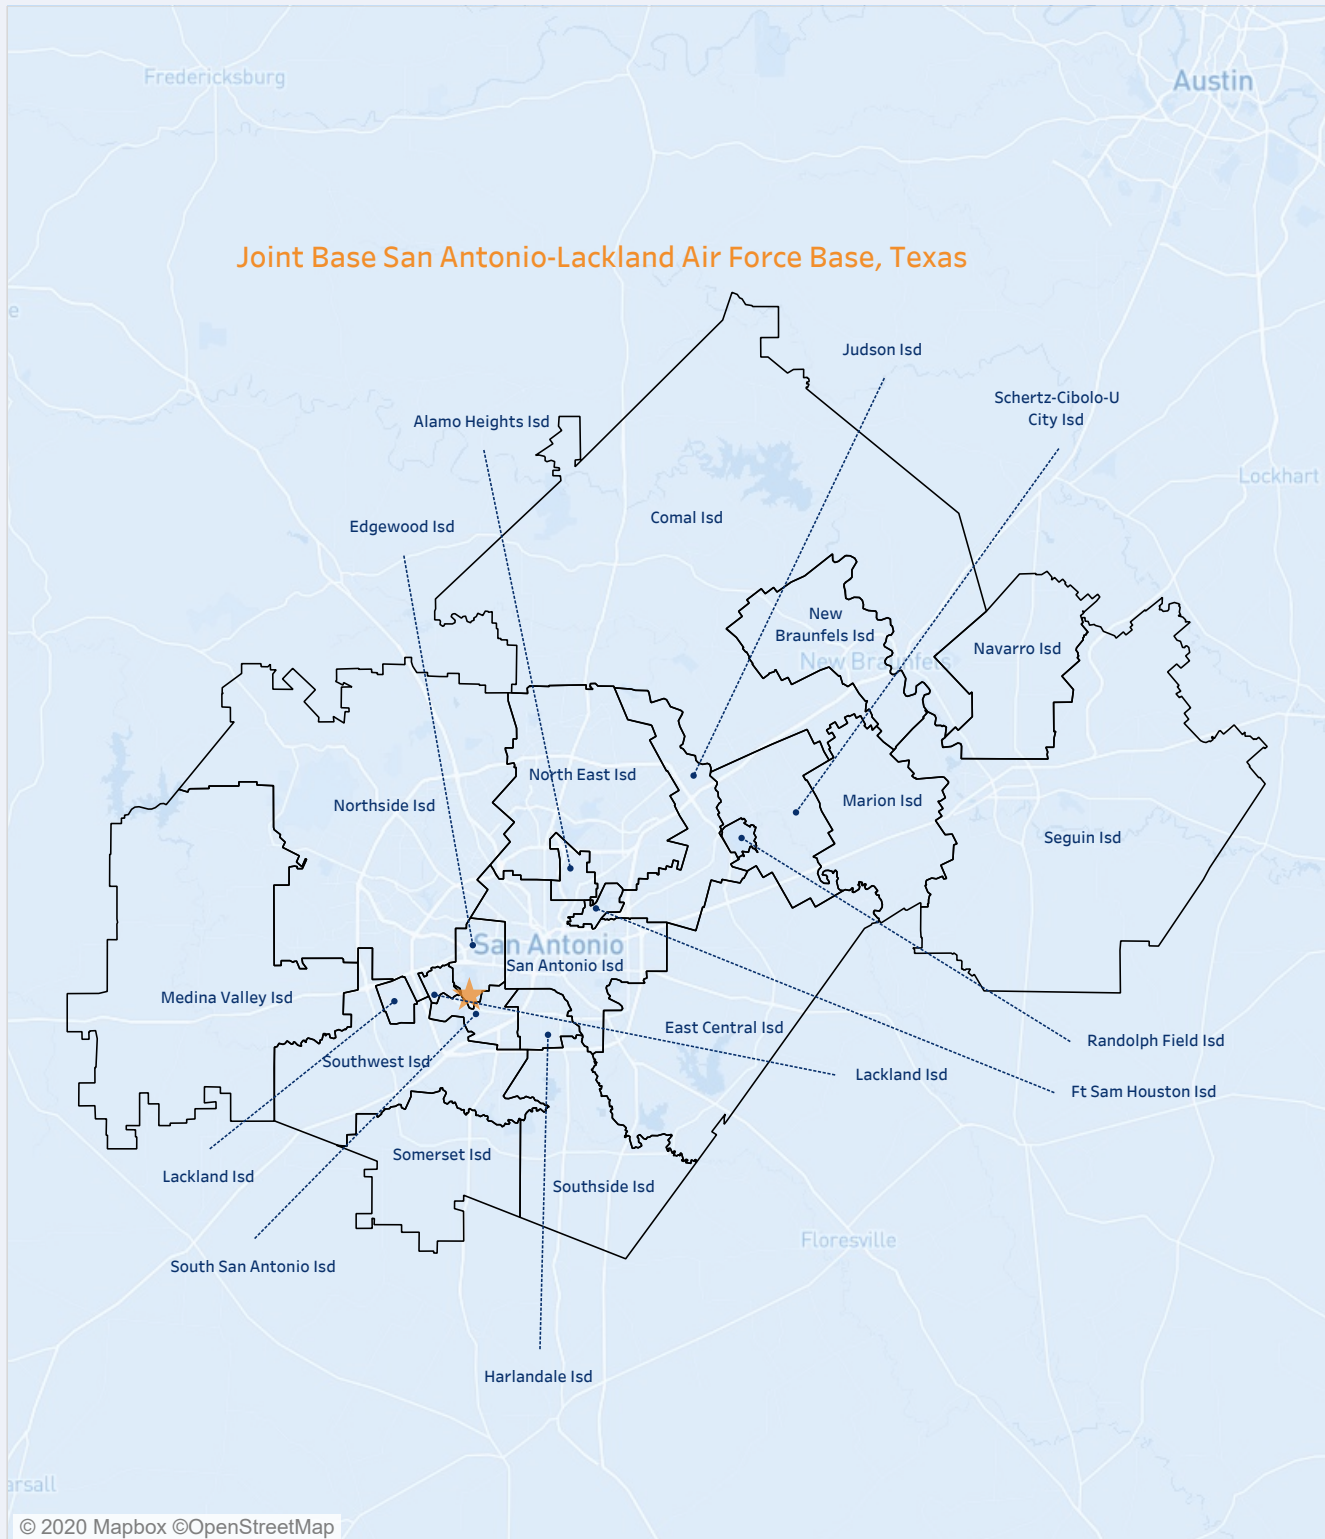 Fredericksburg
Austin
Joint Base San Antonio-Lackland Air Force Base, Texas
e
Judson Isd
Schertz-Cibolo-U
City Isd
Alamo Heights Isd
Lockhart
Comal Isd
Edgewood Isd
New
Braunfels Isd
Navarro Isd
New Braunfels
North East Isd
Northside Isd
Marion Isd
Seguin Isd
San Antonio
San Antonio Isd
Medina Valley Isd
East Central Isd
Randolph Field Isd
Southwest Isd
Lackland Isd
Ft Sam Houston Isd
Somerset Isd
Lackland Isd
Southside Isd
Floresville
South San Antonio Isd
Harlandale Isd
arsall
© 2020 Mapbox ©OpenStreetMap